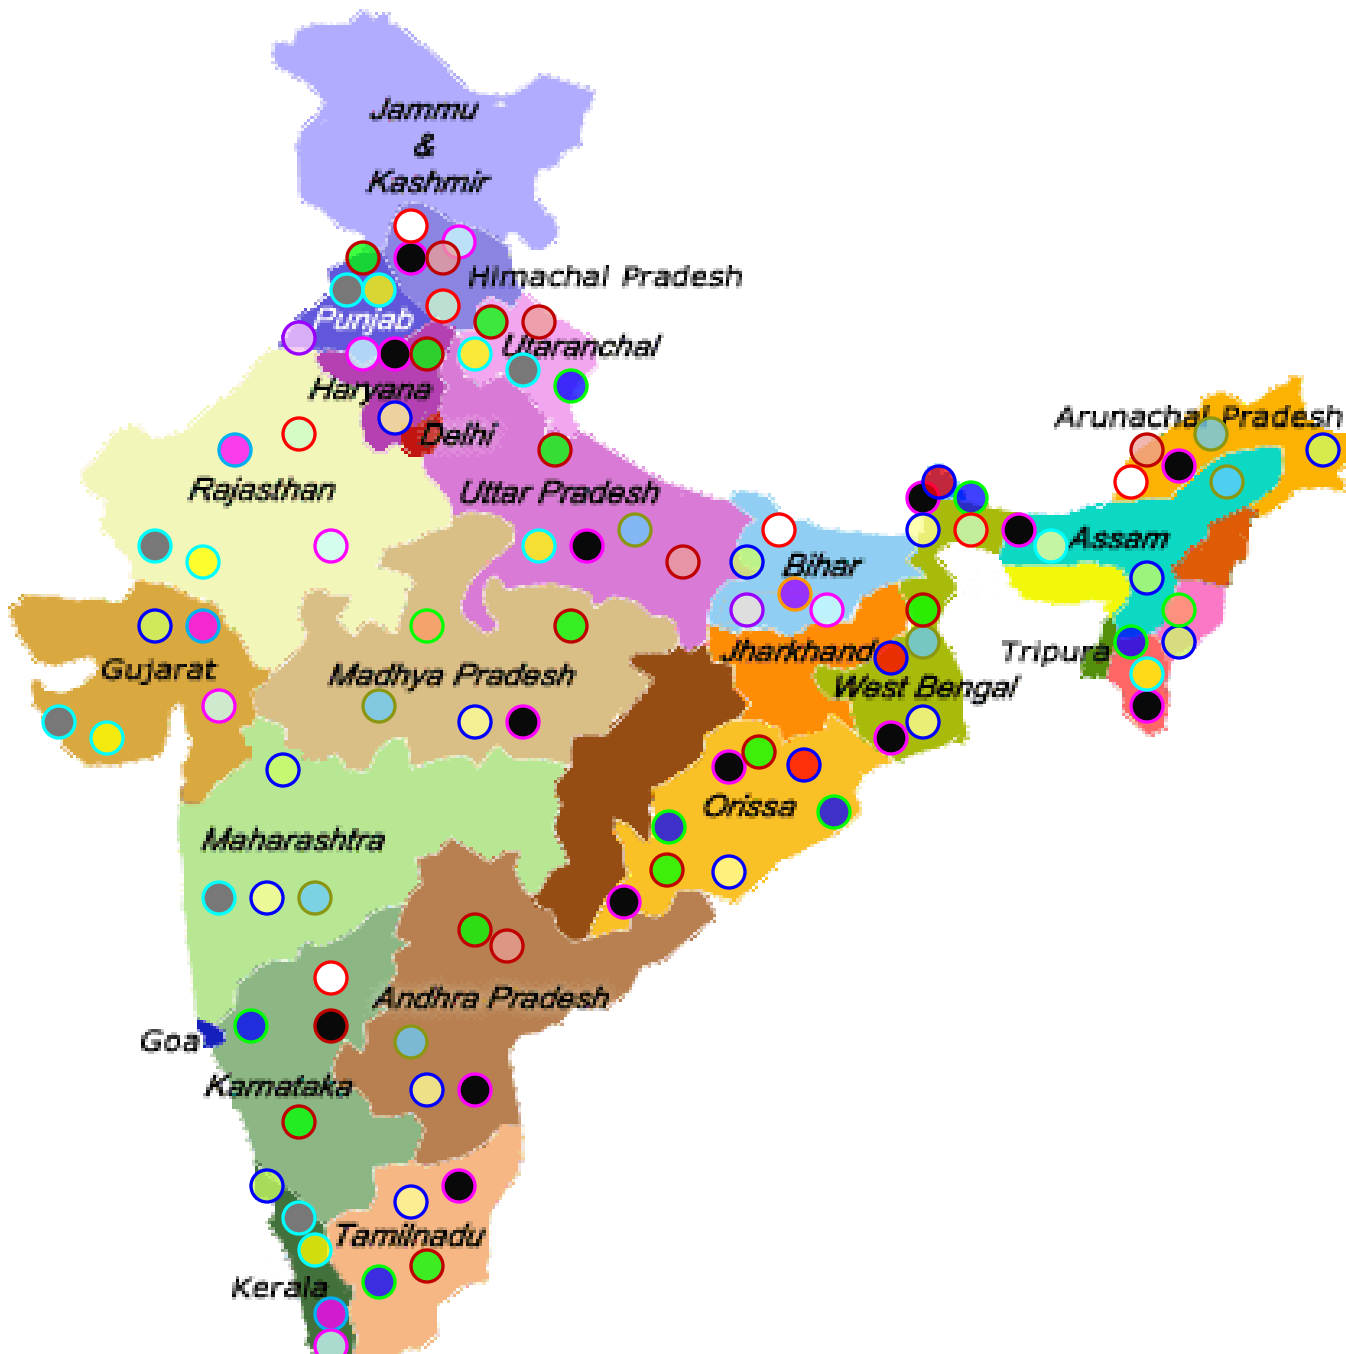 Jammu
&
Kashmir
Himachal Pradesh
Punjab
Utaranchal
Haryana
Delhi
Arunachal Pradesh
Rajasthan
Uttar Pradesh
Assam
Bihar
Tripura
Jharkhand
Gujarat
Madhya Pradesh
West Bengal
Orissa
Maharashtra
Andhra Pradesh
Goa
Karnataka
Tamilnadu
Kerala